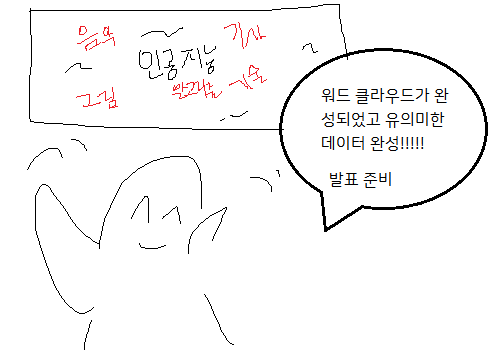 음악
기사
인공지능
그림
알고리즘
기술
워드 클라우드가 완
성되었고 유의미한
데이터 완성!!!!!
발표 준비